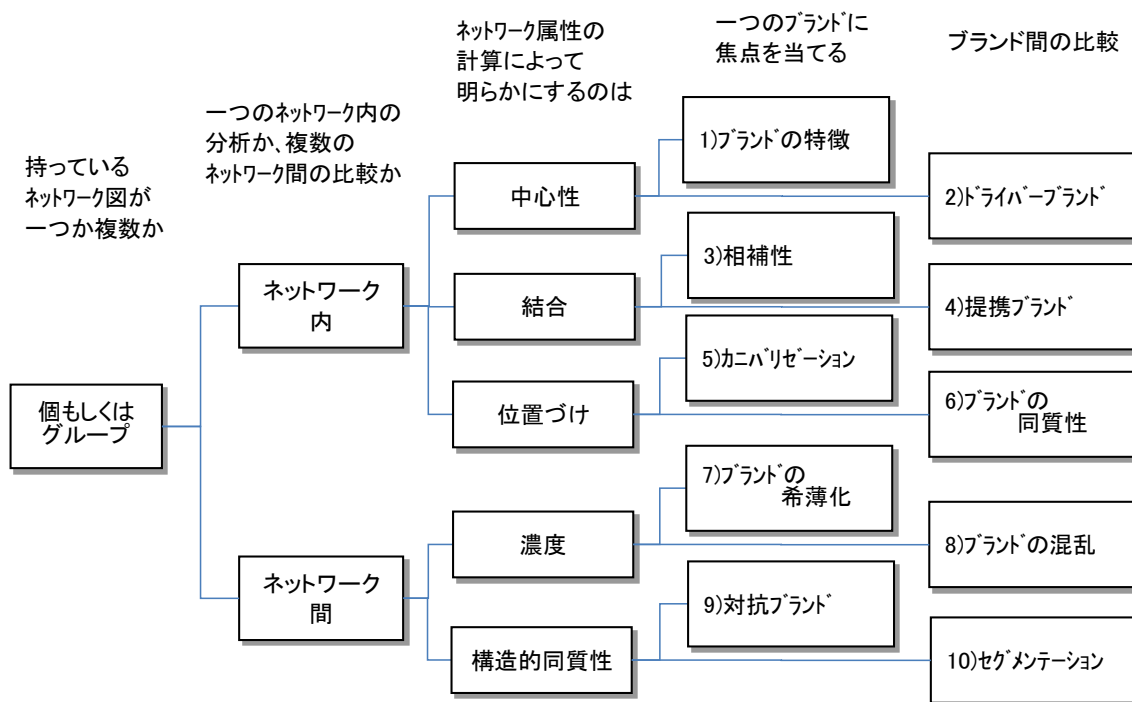 持っている
ネットワーク図が
一つか複数か
一つのネットワーク内の
分析か、複数の
ネットワーク間の比較か
ネットワーク属性の
計算によって
明らかにするのは
一つのブランドに
焦点を当てる
ブランド間の比較
個もしくは
グループ
ネットワーク
内
ネットワーク
間
中心性
結合
位置づけ
濃度
構造的同質性
1)ブランドの特徴
2)ドライバーブランド
3)相補性
4)提携ブランド
5)カニバリゼーション
6)ブランドの
同質性
7)ブランドの
希薄化
8)ブランドの混乱
9)対抗ブランド
10)セグメンテーション